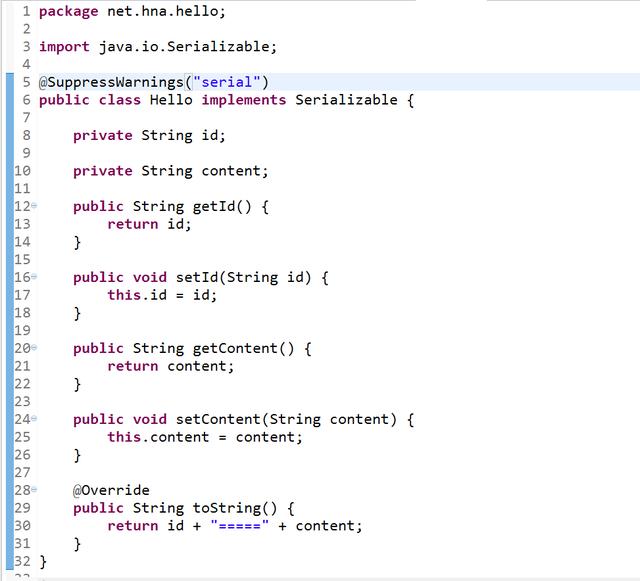 1 package net.hna.hello;
2
3 import java.io.Serializable;
4
5 @SuppressWarnings("serial")
6 public class Hello implements Serializable {
7
8     private String id;
9
10     private String content;
11
12     public String getId() {
13         return id;
14     }
15
16     public void setId(String id) {
17         this.id = id;
18     }
19
20     public String getContent() {
21         return content;
22     }
23
24     public void setContent(String content) {
25         this.content = content;
26     }
27
28     @Override
29     public String toString() {
30         return id + "=====" + content;
31     }
32 }